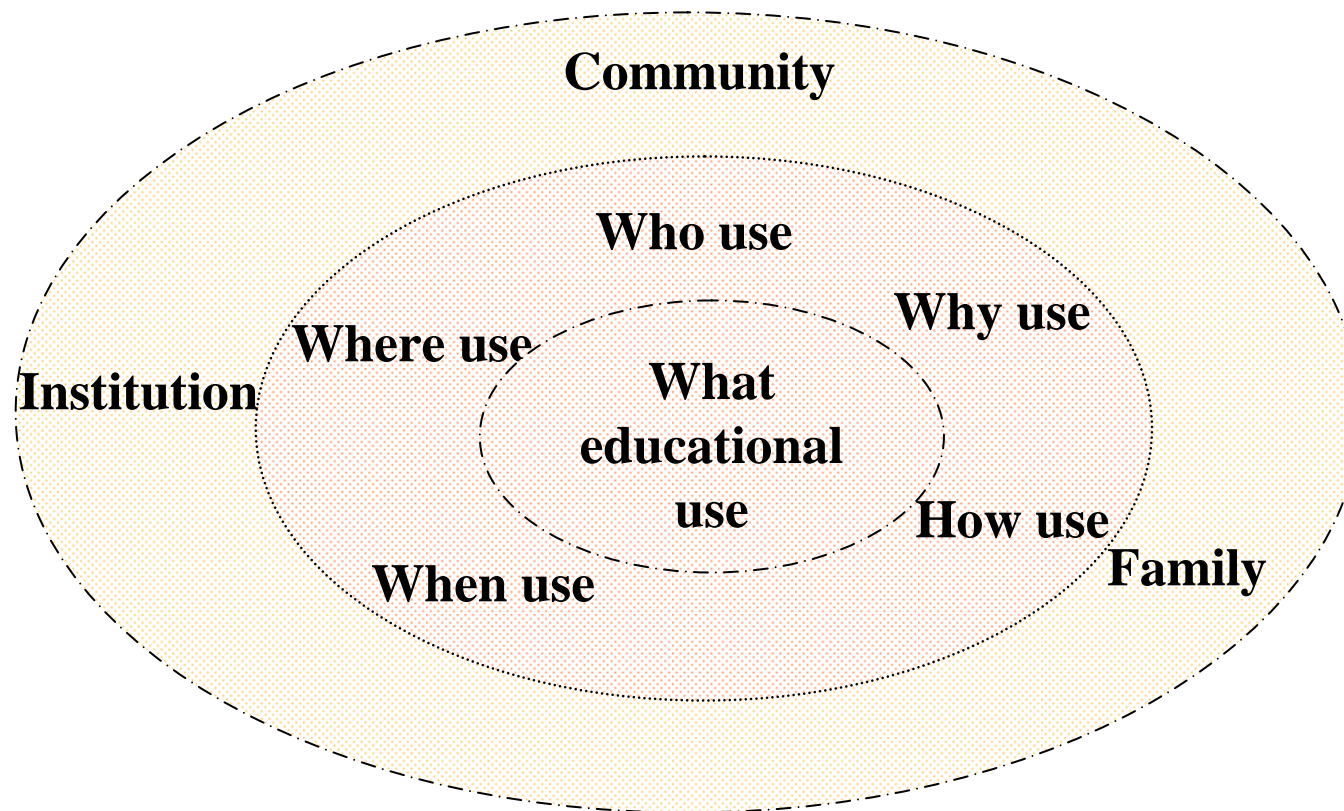 Community
Who use
Why use
Where use
What
educational
use
Institution
How use
Family
When use